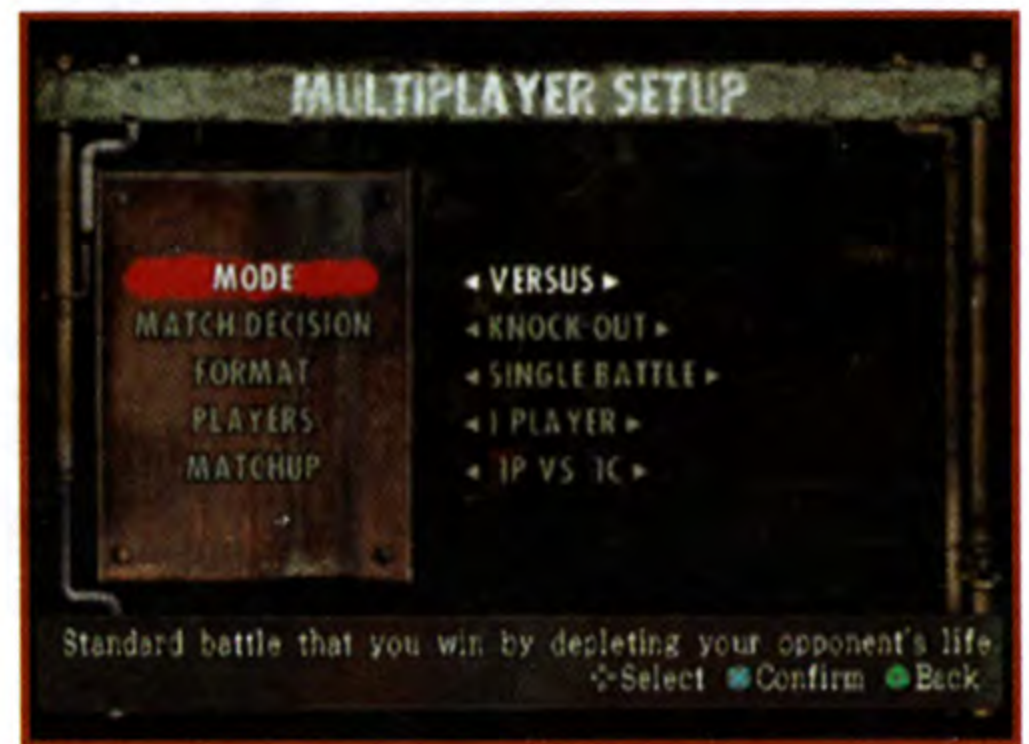 MULTIPLAYER SETUP
MODE ◄ VERSUS ►
MATCH DECISION ◄ KNOCK-OUT ►
FORMAT ◄ SINGLE BATTLE ►
PLAYERS ◄ 1 PLAYER ►
MATCHUP ◄ 1P VS 1C ►
Standard battle that you win by depleting your opponent's life
Select Confirm Back